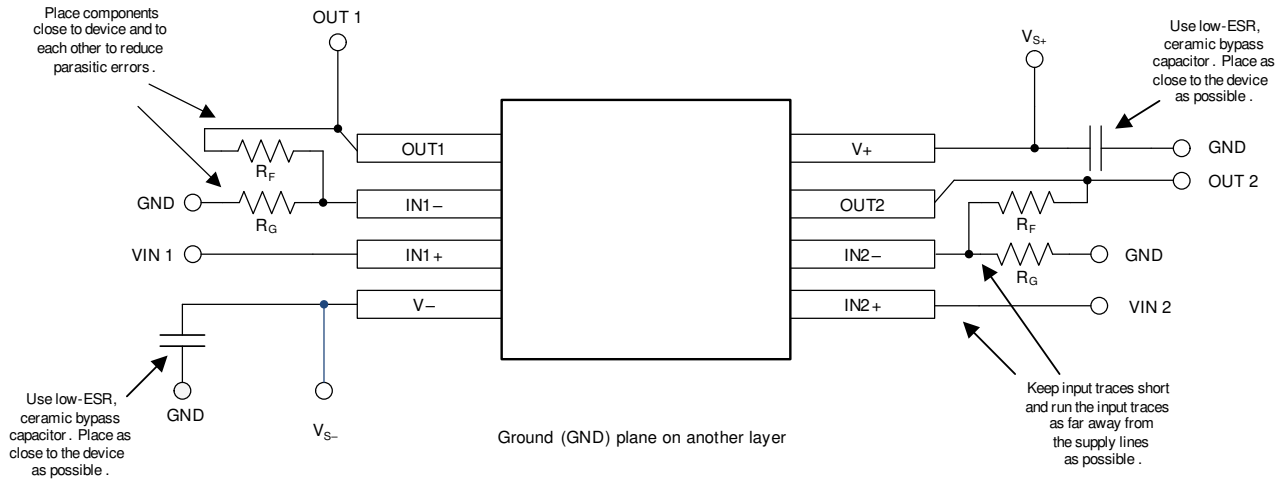 Place components
close to device and to
each other to reduce
parasitic errors .
OUT 1
VS+
Use low-ESR,
ceramic bypass
capacitor . Place as
close to the device
as possible .
OUT1
RF
GND
RG
IN1−
VIN 1
IN1+
V−
V+
GND
OUT2
OUT 2
RF
IN2−
RG
GND
IN2+
VIN 2
Use low-ESR,
ceramic bypass
capacitor . Place as
close to the device
as possible .
GND
VS−
Ground (GND) plane on another layer
Keep input traces short
and run the input traces
as far away from
the supply lines
as possible .